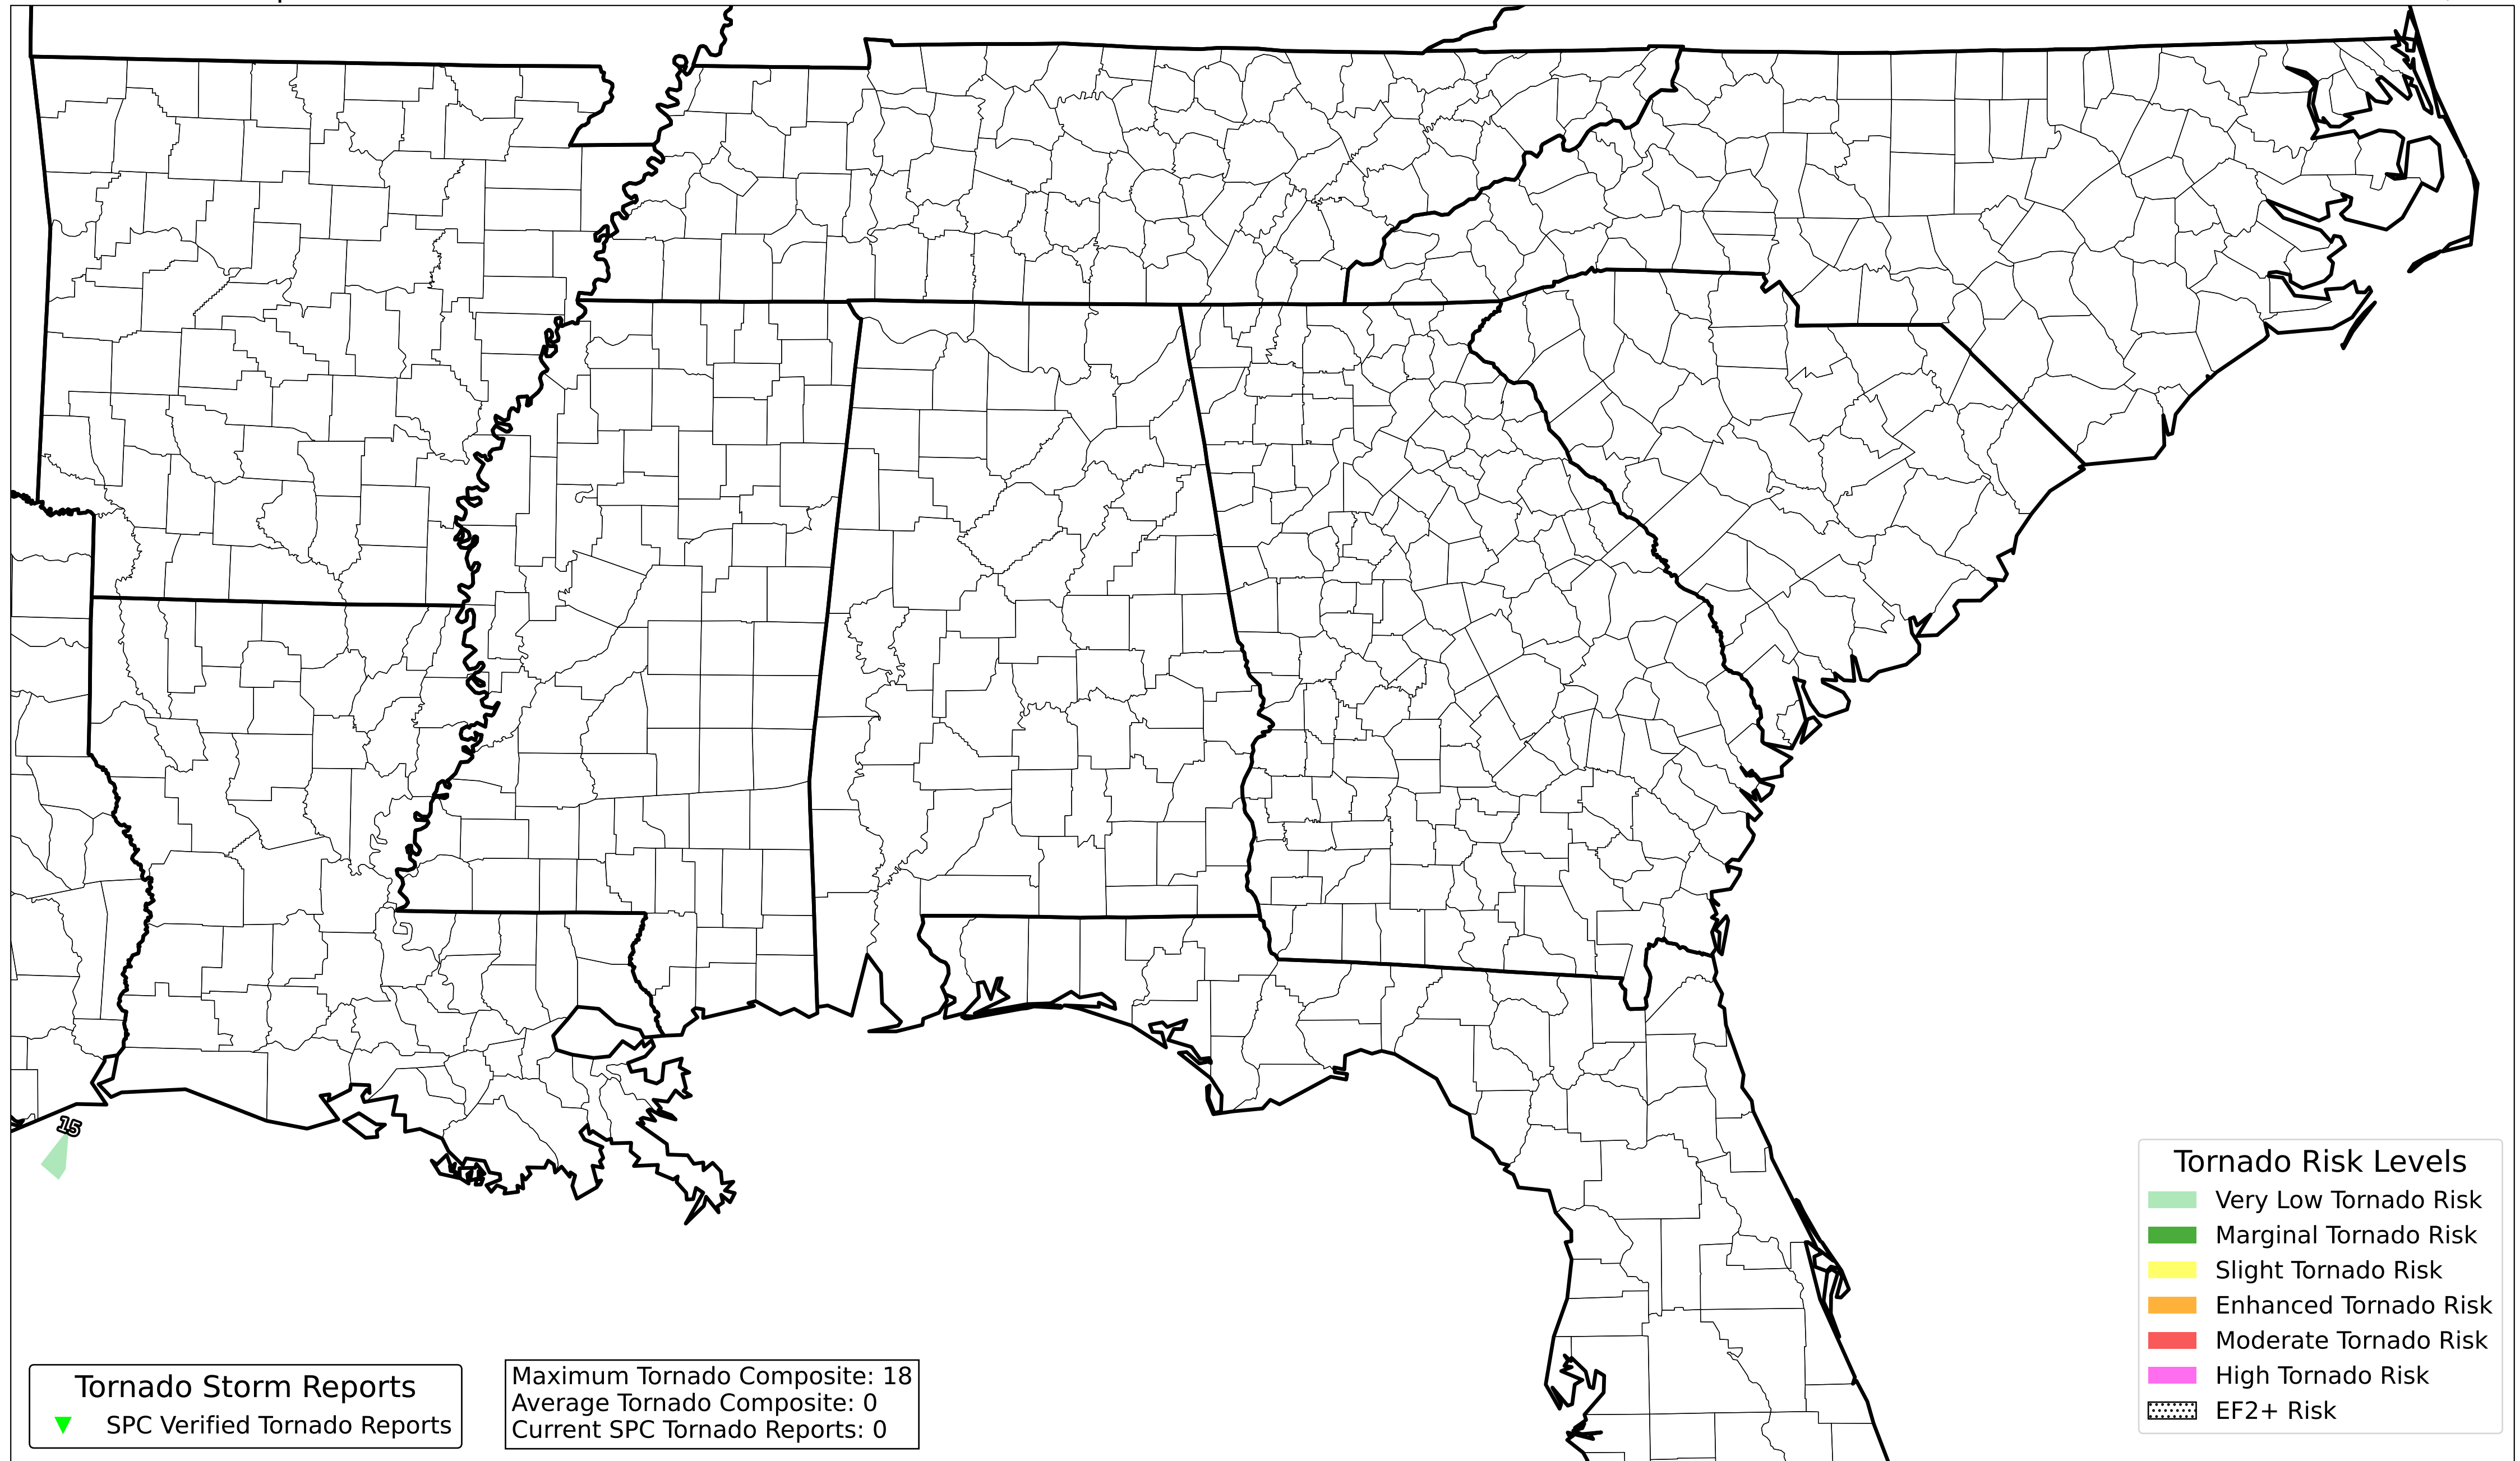 15
Tornado Risk Levels
Very Low Tornado Risk
Marginal Tornado Risk
Slight Tornado Risk
Enhanced Tornado Risk
Moderate Tornado Risk
High Tornado Risk
EF2+ Risk
Tornado Storm Reports
SPC Verified Tornado Reports
Maximum Tornado Composite: 18
Average Tornado Composite: 0
Current SPC Tornado Reports: 0